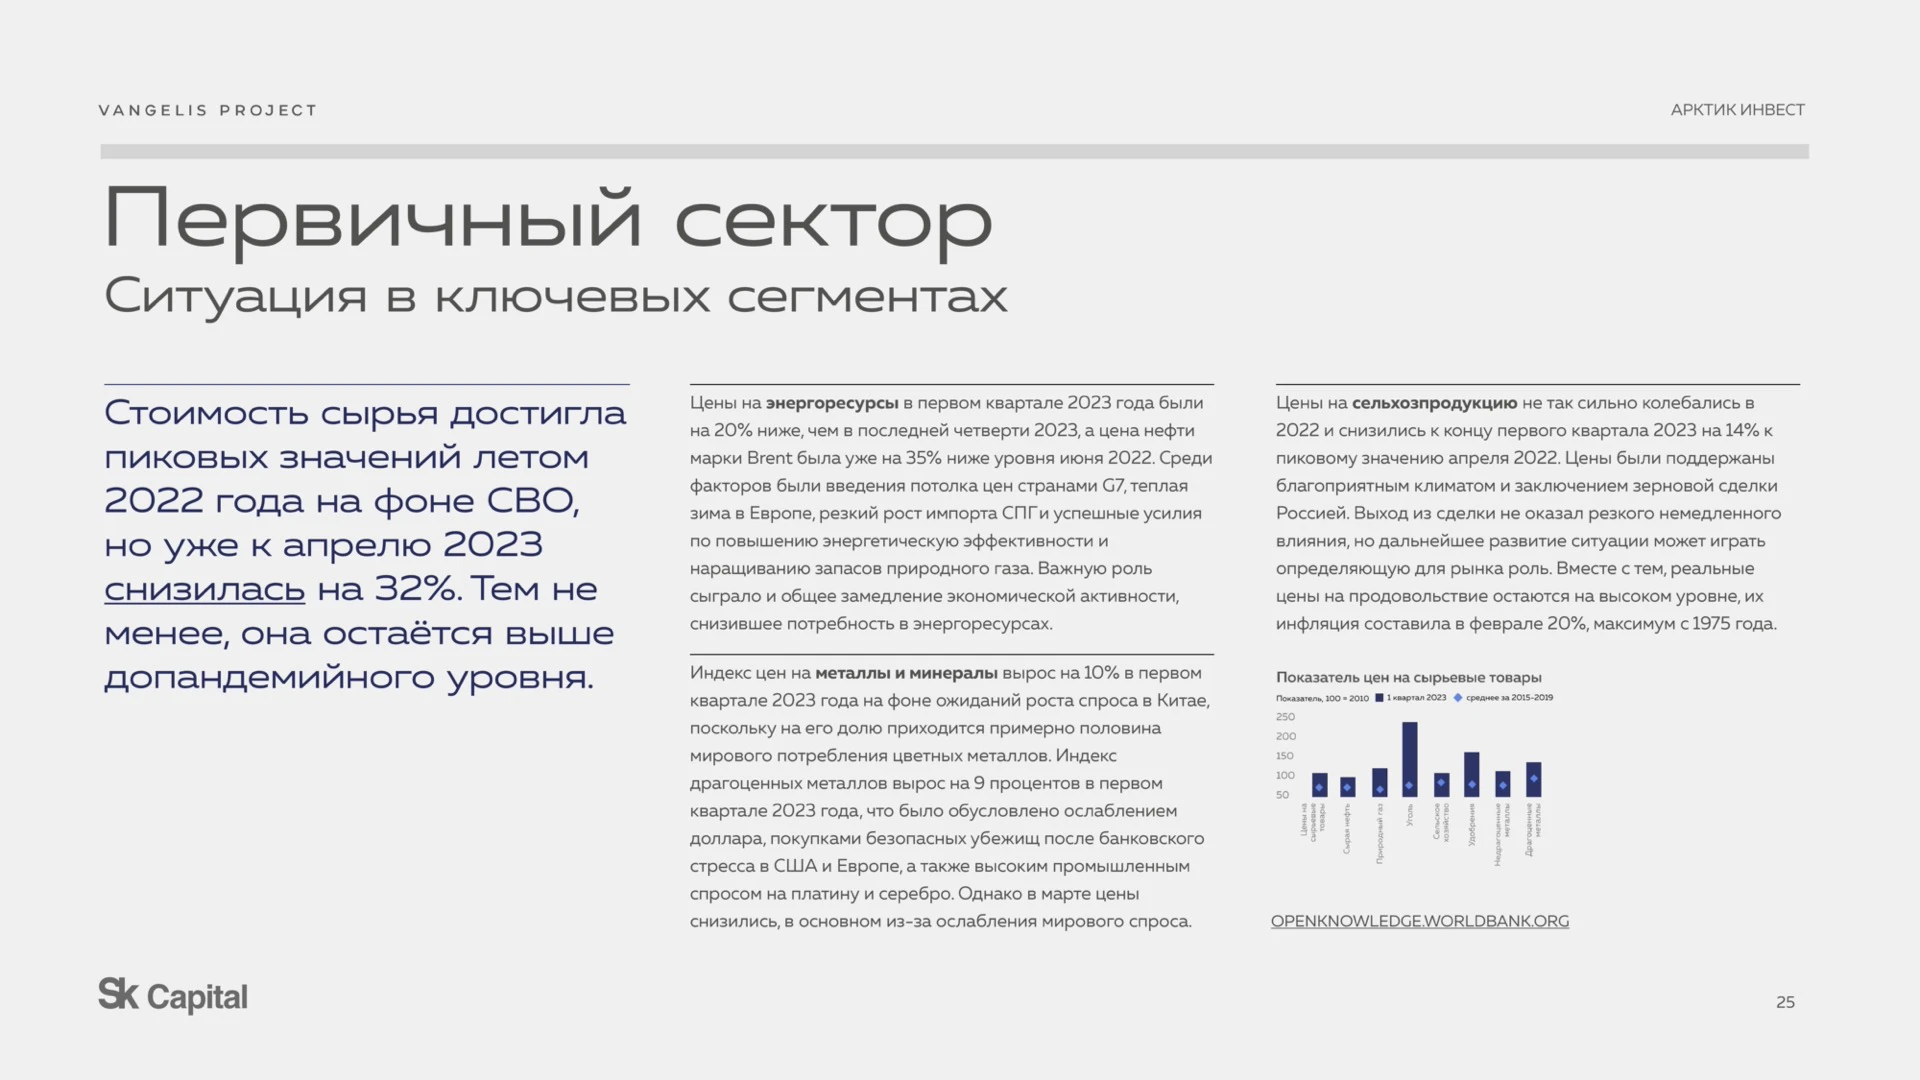 VANGELIS PROJECT
АРКТИК ИНВЕСТ
Первичный сектор
Ситуация в ключевых сегментах
Стоимость сырья достигла
пиковых значений летом
2022 года на фоне СВО,
но уже к апрелю 2023
снизилась на 32%. Тем не
менее, она остаётся выше
допандемийного уровня.
Цены на энергоресурсы в первом квартале 2023 года были
на 20% ниже, чем в последней четверти 2023, а цена нефти
марки Brent была уже на 35% ниже уровня июня 2022. Среди
факторов были введения потолка цен странами G7, теплая
зима в Европе, резкий рост импорта СПГ и успешные усилия
по повышению энергетическую эффективности и
наращиванию запасов природного газа. Важную роль
сыграло и общее замедление экономической активности,
снизившее потребность в энергоресурсах.
Индекс цен на металлы и минералы вырос на 10% в первом
квартале 2023 года на фоне ожиданий роста спроса в Китае,
поскольку на его долю приходится примерно половина
мирового потребления цветных металлов. Индекс
драгоценных металлов вырос на 9 процентов в первом
квартале 2023 года, что было обусловлено ослаблением
доллара, покупками безопасных убежищ после банковского
стресса в США и Европе, а также высоким промышленным
спросом на платину и серебро. Однако в марте цены
снизились, в основном из-за ослабления мирового спроса.
Цены на сельхозпродукцию не так сильно колебались в
2022 и снизились к концу первого квартала 2023 на 14% к
пиковому значению апреля 2022. Цены были поддержаны
благоприятным климатом и заключением зерновой сделки
Россией. Выход из сделки не оказал резкого немедленного
влияния, но дальнейшее развитие ситуации может играть
определяющую для рынка роль. Вместе с тем, реальные
цены на продовольствие остаются на высоком уровне, их
инфляция составила в феврале 20%, максимум с 1975 года.
Показатель цен на сырьевые товары
Показатель, 100 = 2010 1 квартал 2023 среднее за 2015-2019
250
200
150
100
50
Цены на
сырьевые
товары
Сырая нефть
Природный газ
Уголь
Сельское
хозяйство
Удобрения
Недрагоценные
металлы
Драгоценные
металлы
OPENKNOWLEDGE.WORLDBANK.ORG
Sk Capital
25